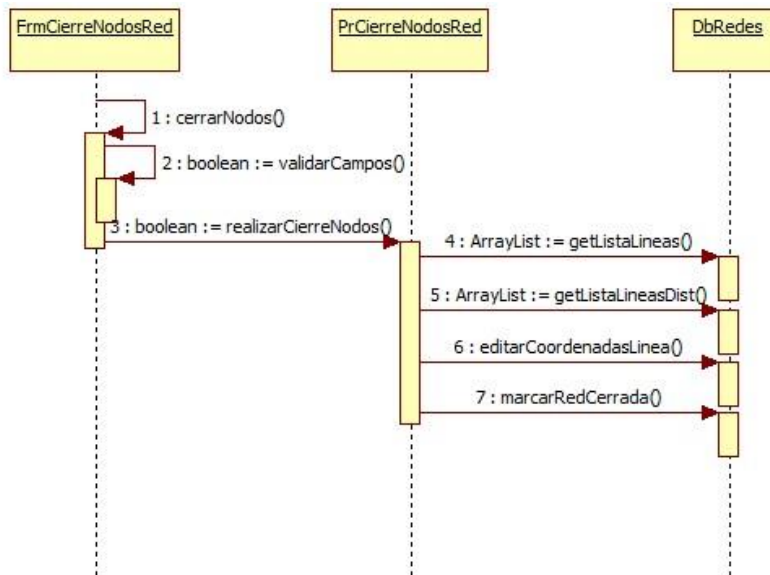 FrmCierreNodosRed
PrCierreNodosRed
DbRedes
1 : cerrarNodos()
2 : boolean := validarCampos()
3 : boolean := realizarCierreNodos()
4 : ArrayList := getListaLineas()
5 : ArrayList := getListaLineasDist()
6 : editarCoordenadasLinea()
7 : marcarRedCerrada()